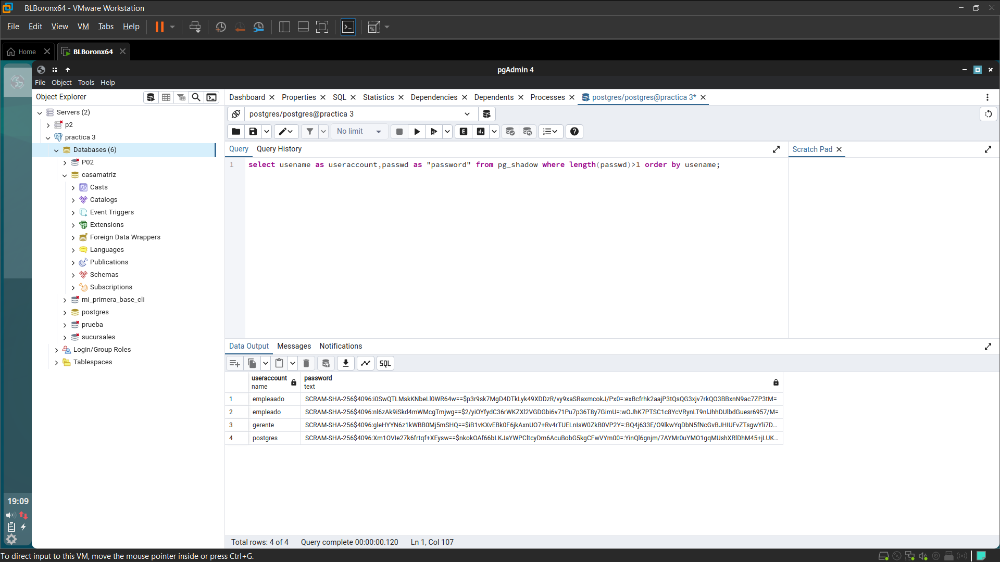 BLBoronx64 - VMware Workstation
File Edit View VM Tabs Help
Home BLBoronx64
pgAdmin 4
File Object Tools Help
Object Explorer
Servers (2)
p2
practica 3
Databases (6)
P02
casamatriz
Casts
Catalogs
Event Triggers
Extensions
Foreign Data Wrappers
Languages
Publications
Schemas
Subscriptions
mi_primera_base_cli
postgres
prueba
sucursales
Login/Group Roles
Tablespaces
Dashboard Properties SQL Statistics Dependencies Dependents Processes postgres/postgres@practica 3*
postgres/postgres@practica 3
No limit
Query Query History
Scratch Pad
1 select usename as useraccount,passwd as "password" from pg_shadow where length(passwd)>1 order by usename;
Data Output Messages Notifications
SQL
useraccount password
name text
1 empleaado SCRAM-SHA-256$4096:i0SwQTLMskKNbeLl0WR64w==$p3r9sk7MgD4DTkLyk49XDDzR/vy9xaSRaxmcokJ/Px0=:exBcfrhk2aajP3tQsQG3xjv7rkQO3BBxnN9ac7ZP3tM=
2 empleado SCRAM-SHA-256$4096:nl6zAk9iSkd4mWMcgTmjwg==$2/yiOYfydC36rWKZXl2VGDGbi6v71Pu7p36T8y7GimU=:wOJhK7PTSC1c8YcVRynLT9nlJhhDUlbdGuesr6957/M=
3 gerente SCRAM-SHA-256$4096:gleHYYN6z1kWBB0Mj5mSHQ==$iB1vKXvEBk0F6jkAxnUO7+Rv4rTUELnIsW0ZkB0VP2Y=:BQ4j633E/O9lkwYqDbN5fNcGvBJHIUFvZTsgwYli7D...
4 postgres SCRAM-SHA-256$4096:Xm1OVIe27k6frtqf+XEysw==$nkokOAf66bLKJaYWPCltcyDm6AcuBobG5kgCFwVYm00=:YinQl6gnjm/7AYMr0uYMO1gqMUshXRlDhM45+jLUK...
Total rows: 4 of 4 Query complete 00:00:00.120 Ln 1, Col 107
19:09
To direct input to this VM, move the mouse pointer inside or press Ctrl+G.